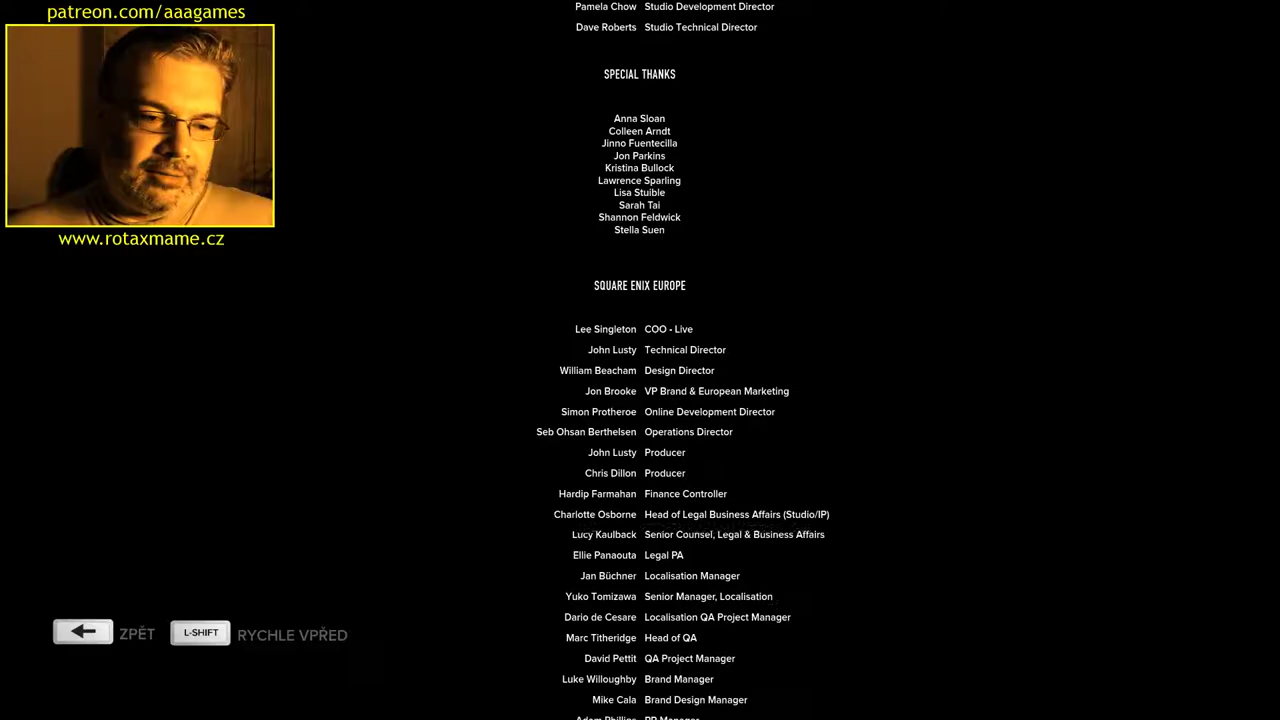 patreon.com/aaagames
www.rotaxmame.cz
Pamela Chow Studio Development Director
Dave Roberts Studio Technical Director
SPECIAL THANKS
Anna Sloan
Colleen Arndt
Jinno Fuentecilla
Jon Parkins
Kristina Bullock
Lawrence Sparling
Lisa Stuible
Sarah Tai
Shannon Feldwick
Stella Suen
SQUARE ENIX EUROPE
Lee Singleton COO - Live
John Lusty Technical Director
William Beacham Design Director
Jon Brooke VP Brand & European Marketing
Simon Protheroe Online Development Director
Seb Ohsan Berthelsen Operations Director
John Lusty Producer
Chris Dillon Producer
Hardip Farmahan Finance Controller
Charlotte Osborne Head of Legal Business Affairs (Studio/IP)
Lucy Kaulback Senior Counsel, Legal & Business Affairs
Ellie Panaouta Legal PA
Jan Büchner Localisation Manager
Yuko Tomizawa Senior Manager, Localisation
Dario de Cesare Localisation QA Project Manager
Marc Titheridge Head of QA
David Pettit QA Project Manager
Luke Willoughby Brand Manager
Mike Cala Brand Design Manager
Adam Phillips PR Manager
ZPĚT L-SHIFT RYCHLE VPŘED